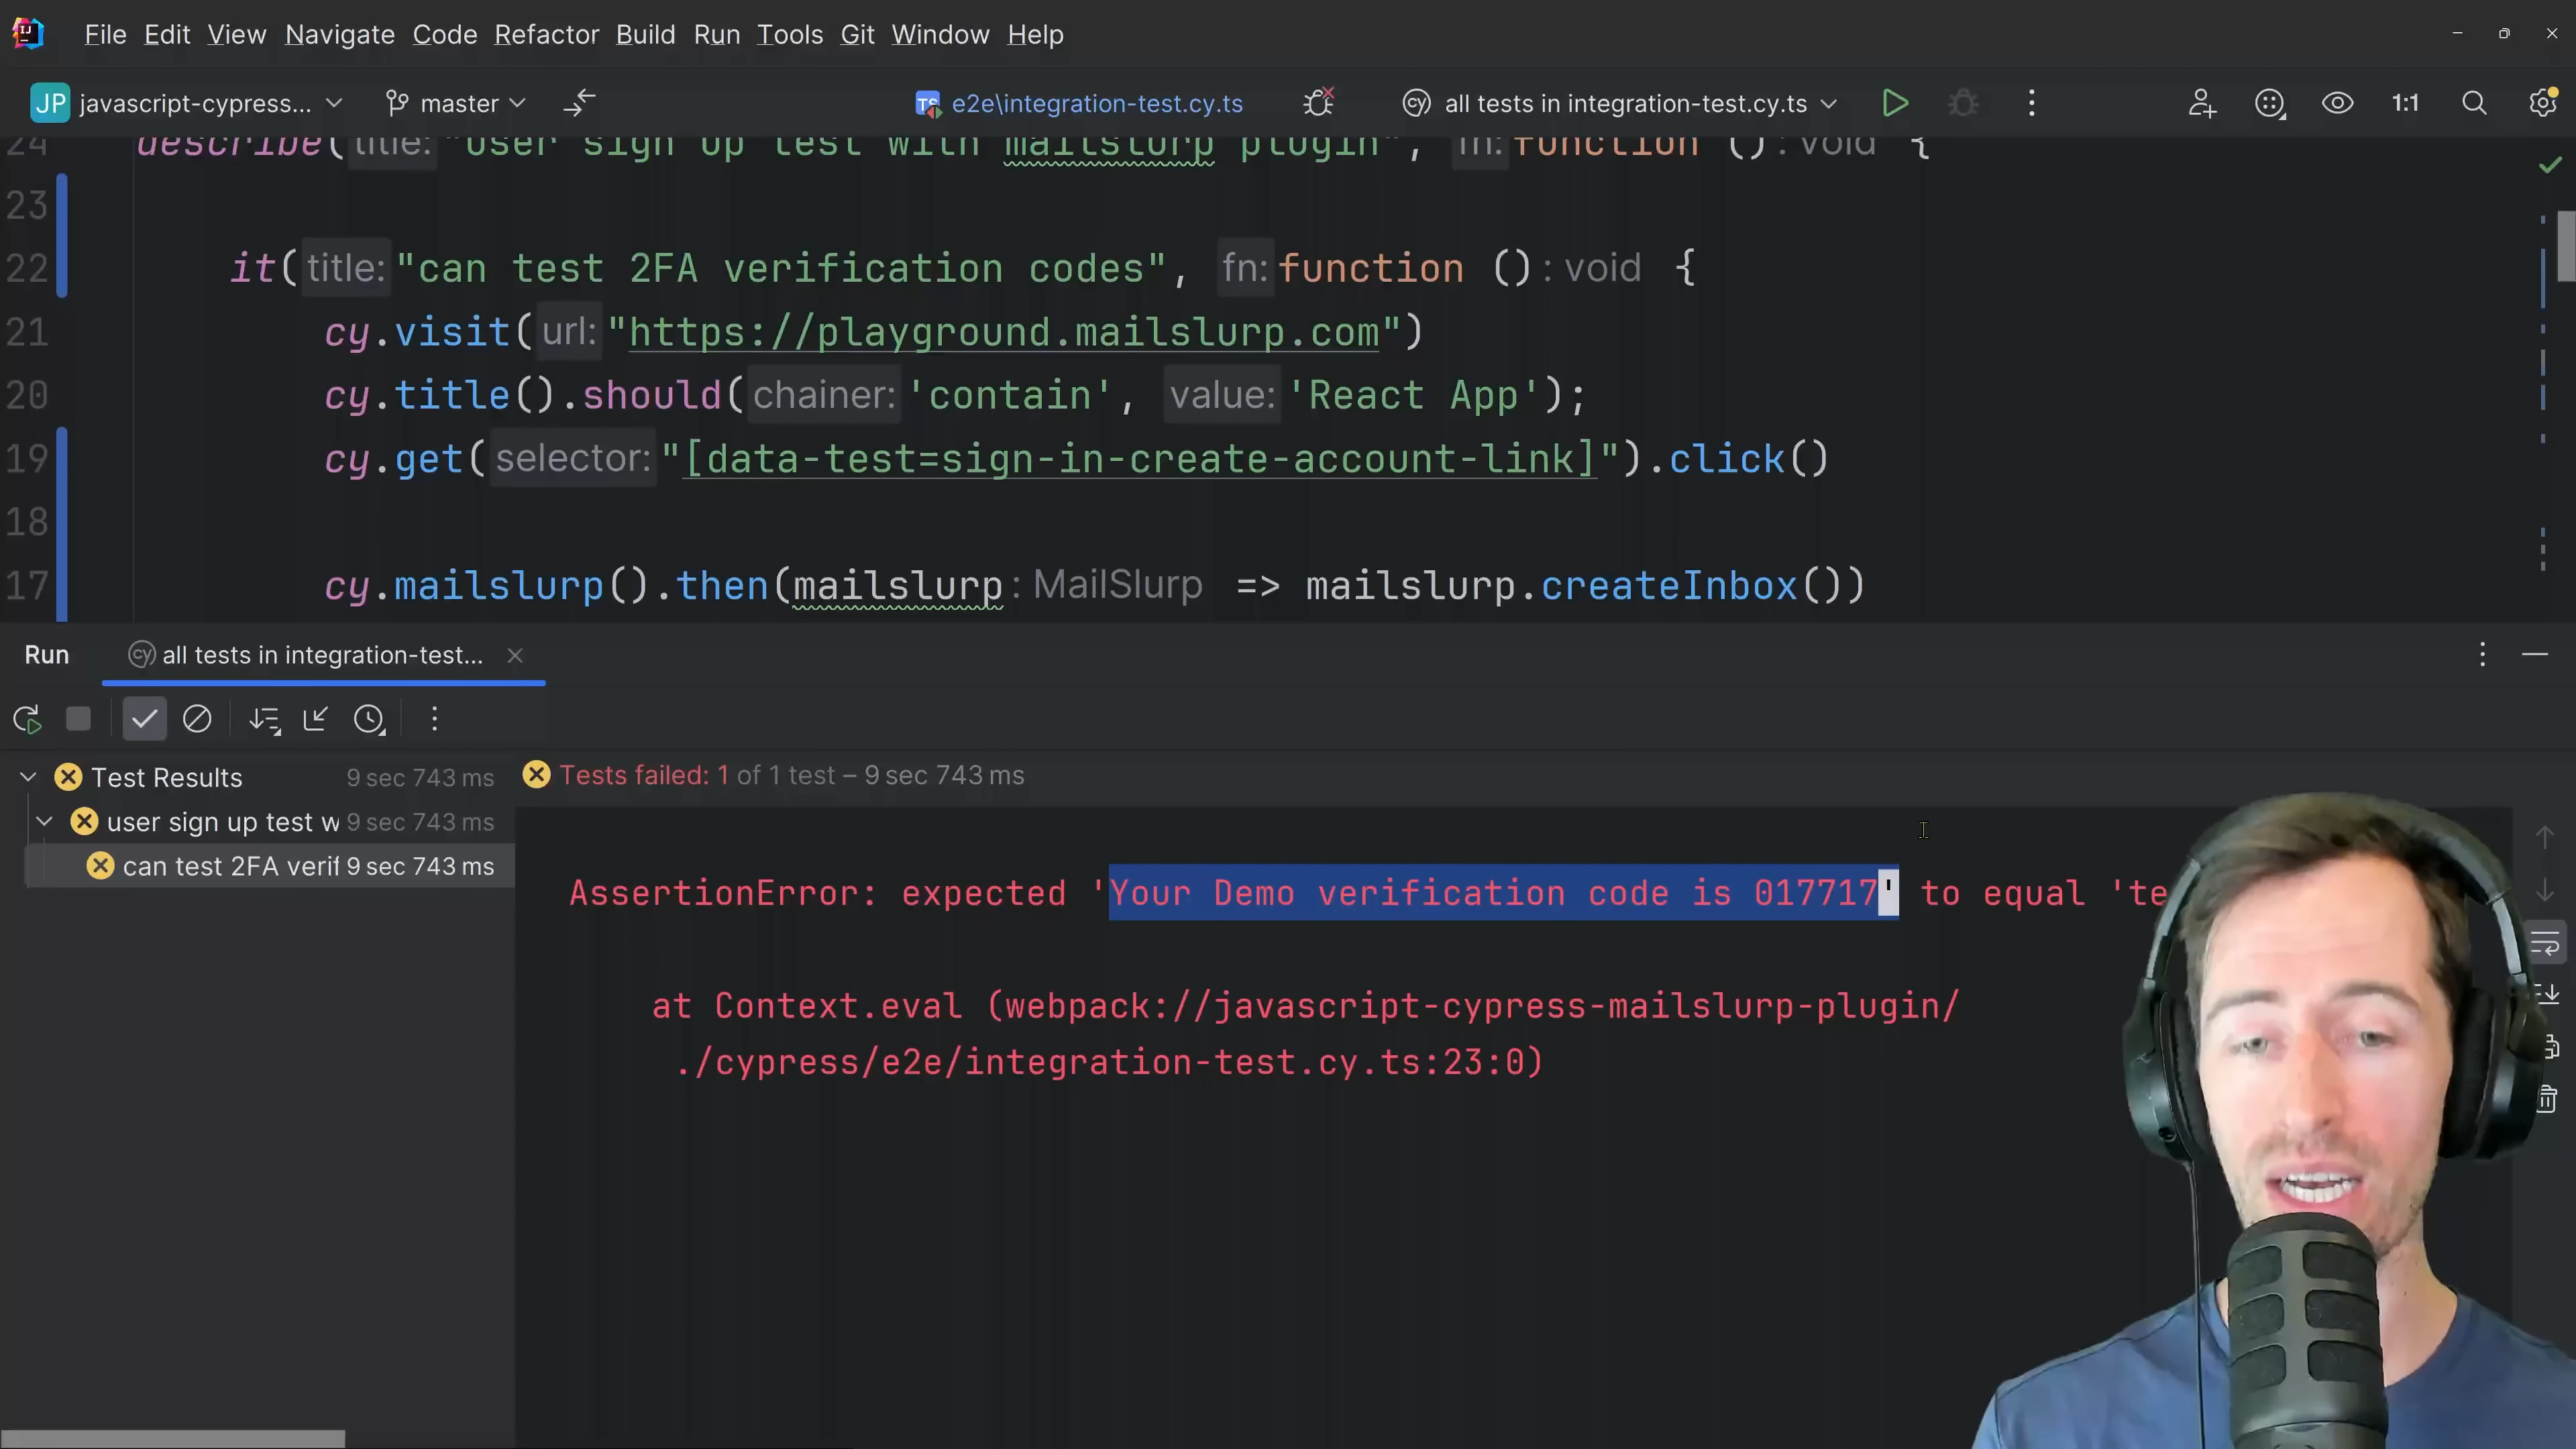 File Edit View Navigate Code Refactor Build Run Tools Git Window Help
JP javascript-cypress... master TS e2e\integration-test.cy.ts cy all tests in integration-test.cy.ts 1:1
24 describe( title: "user sign up test with mailslurp plugin", fn: function () : void {
23
22 it( title: "can test 2FA verification codes", fn: function () : void {
21 cy.visit( url: "https://playground.mailslurp.com")
20 cy.title().should( chainer: 'contain', value: 'React App');
19 cy.get( selector: "[data-test=sign-in-create-account-link]").click()
18
17 cy.mailslurp().then(mailslurp : MailSlurp => mailslurp.createInbox())
Run cy all tests in integration-test...
Test Results 9 sec 743 ms
Tests failed: 1 of 1 test – 9 sec 743 ms
user sign up test w 9 sec 743 ms
can test 2FA verif 9 sec 743 ms
AssertionError: expected 'Your Demo verification code is 017717' to equal 'te
at Context.eval (webpack://javascript-cypress-mailslurp-plugin/
./cypress/e2e/integration-test.cy.ts:23:0)